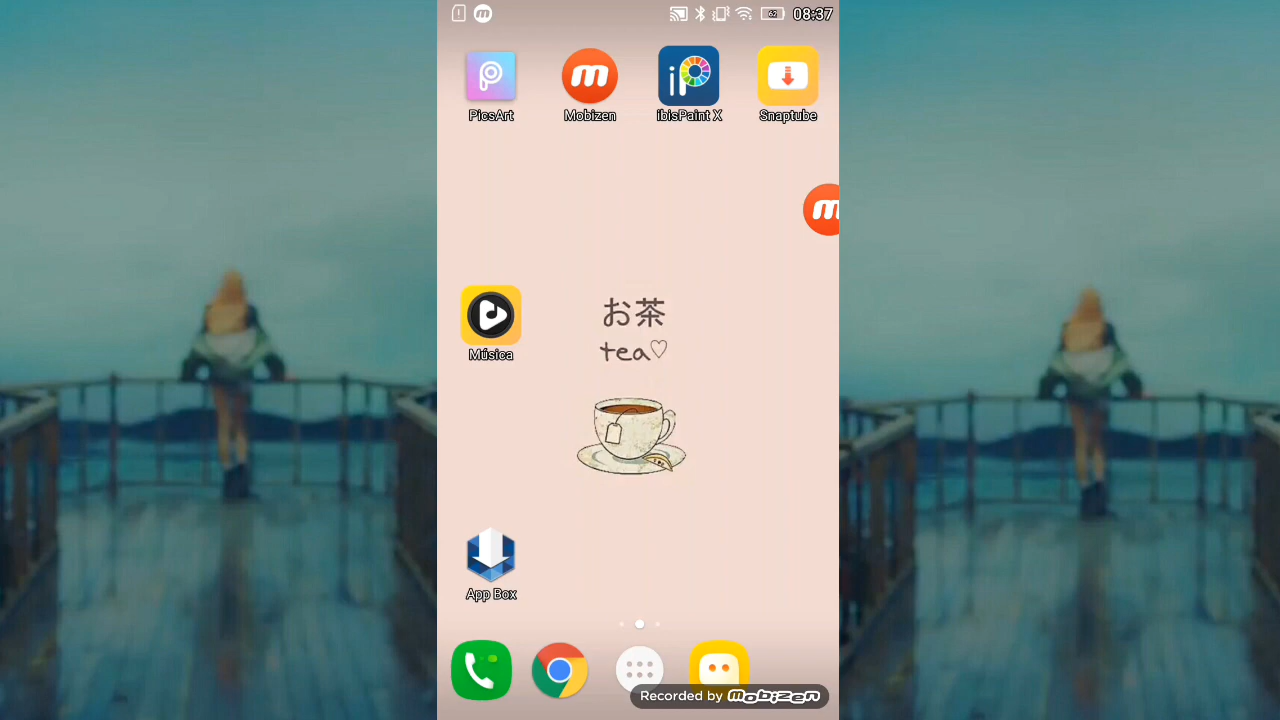 08:37
PicsArt
Mobizen
ibisPaint X
Snaptube
お茶
tea♡
Música
App Box
Recorded by mobizen